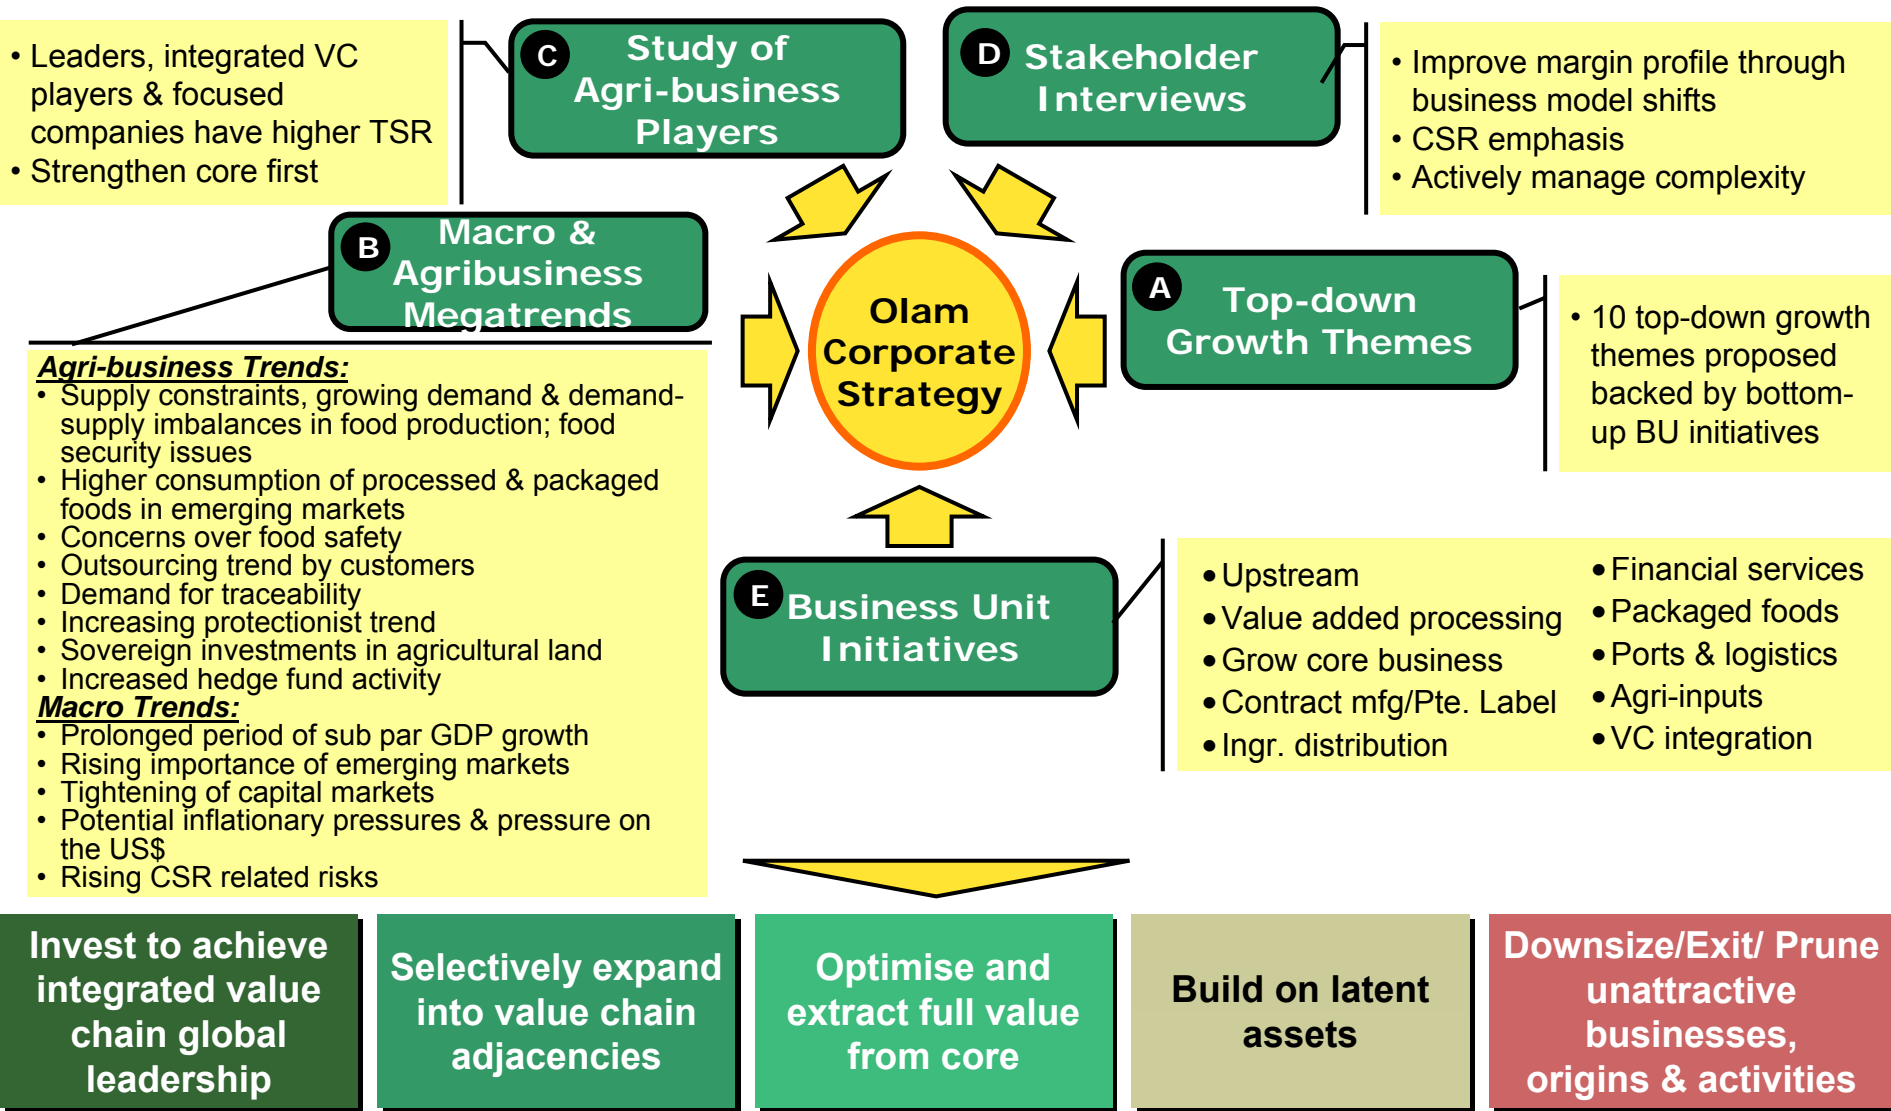 • Leaders, integrated VC
players & focused
companies have higher TSR
• Strengthen core first
C
Study of
Agri-business
Players
D
Stakeholder
Interviews
• Improve margin profile through
business model shifts
• CSR emphasis
• Actively manage complexity
B
Macro &
Agribusiness
Megatrends
Olam
Corporate
Strategy
A
Top-down
Growth Themes
• 10 top-down growth
themes proposed
backed by bottom-
up BU initiatives
Agri-business Trends:
• Supply constraints, growing demand & demand-
supply imbalances in food production; food
security issues
• Higher consumption of processed & packaged
foods in emerging markets
• Concerns over food safety
• Outsourcing trend by customers
• Demand for traceability
• Increasing protectionist trend
• Sovereign investments in agricultural land
• Increased hedge fund activity
Macro Trends:
• Prolonged period of sub par GDP growth
• Rising importance of emerging markets
• Tightening of capital markets
• Potential inflationary pressures & pressure on
the US$
• Rising CSR related risks
E
Business Unit
Initiatives
• Upstream
• Value added processing
• Grow core business
• Contract mfg/Pte. Label
• Ingr. distribution
• Financial services
• Packaged foods
• Ports & logistics
• Agri-inputs
• VC integration
Invest to achieve
integrated value
chain global
leadership
Selectively expand
into value chain
adjacencies
Optimise and
extract full value
from core
Build on latent
assets
Downsize/Exit/ Prune
unattractive
businesses,
origins & activities